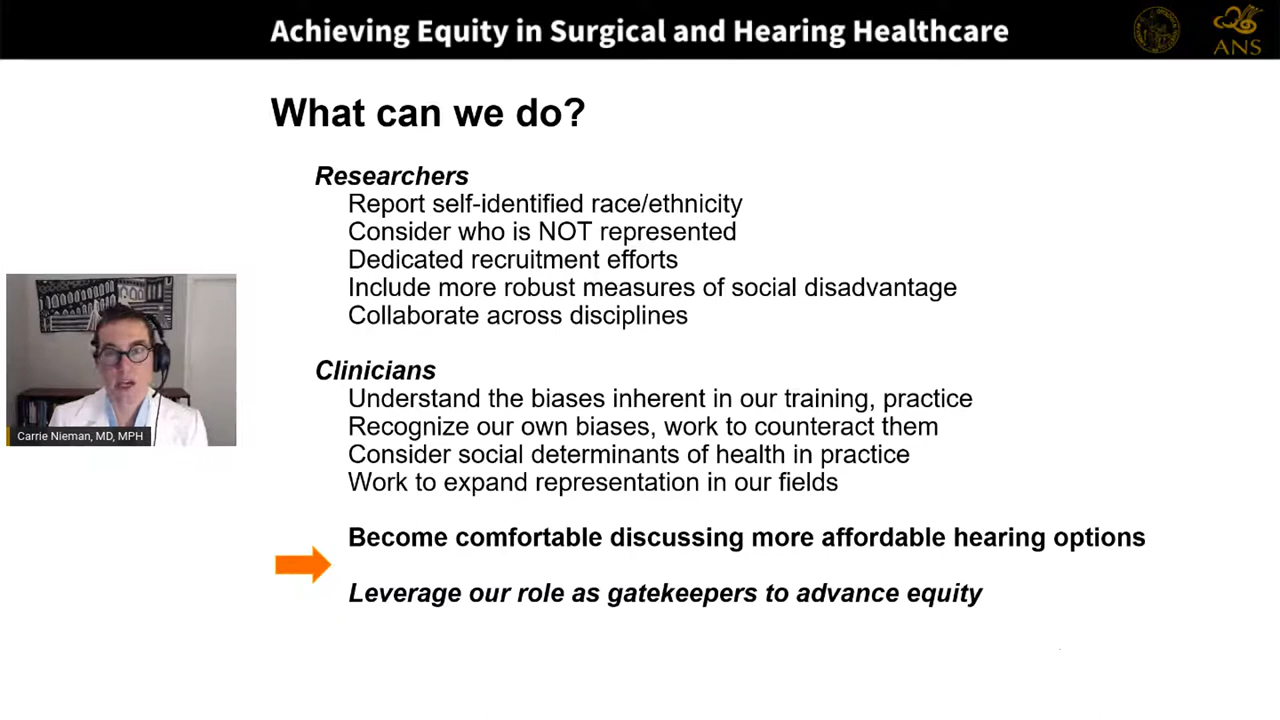 Achieving Equity in Surgical and Hearing Healthcare
ANS
What can we do?
Researchers
Report self-identified race/ethnicity
Consider who is NOT represented
Dedicated recruitment efforts
Include more robust measures of social disadvantage
Collaborate across disciplines
Carrie Nieman, MD, MPH
Clinicians
Understand the biases inherent in our training, practice
Recognize our own biases, work to counteract them
Consider social determinants of health in practice
Work to expand representation in our fields
Become comfortable discussing more affordable hearing options
Leverage our role as gatekeepers to advance equity